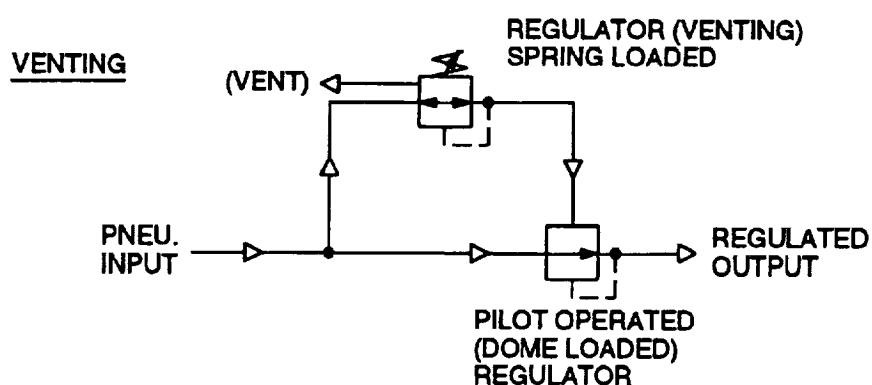 VENTING
REGULATOR (VENTING)
SPRING LOADED
(VENT)
PNEU.
INPUT
REGULATED
OUTPUT
PILOT OPERATED
(DOME LOADED)
REGULATOR